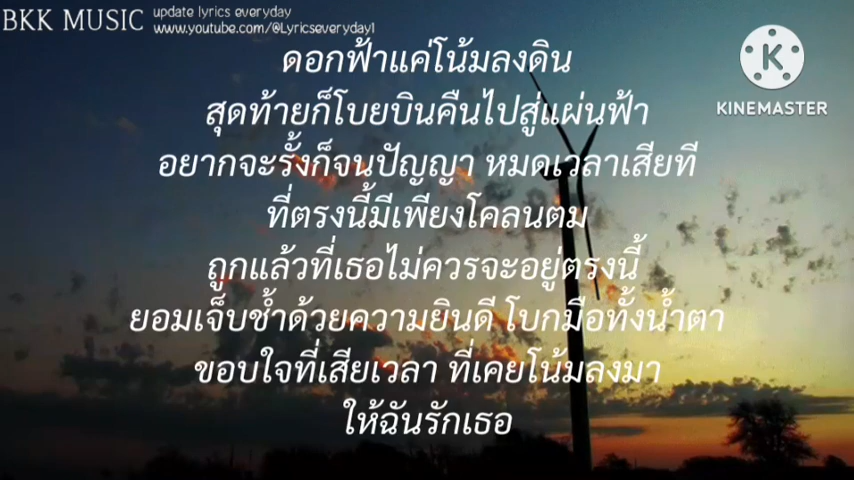 BKK MUSIC update lyrics everyday
www.youtube.com/@Lyricseveryday1
KINEMASTER
ดอกฟ้าแค่โน้มลงดิน
สุดท้ายก็โบยบินคืนไปสู่แผ่นฟ้า
อยากจะรั้งก็จนปัญญา หมดเวลาเสียที
ที่ตรงนี้มีเพียงโคลนตม
ถูกแล้วที่เธอไม่ควรจะอยู่ตรงนี้
ยอมเจ็บช้ำด้วยความยินดี โบกมือทั้งน้ำตา
ขอบใจที่เสียเวลา ที่เคยโน้มลงมา
ให้ฉันรักเธอ